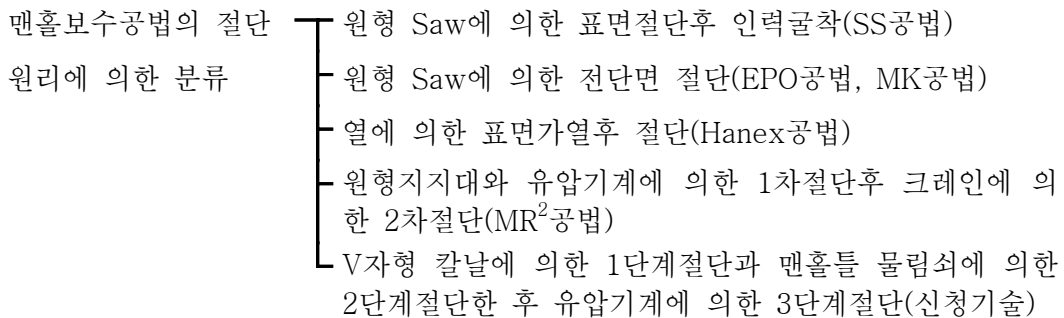 맨홀보수공법의 절단
원리에 의한 분류
원형 Saw에 의한 표면절단후 인력굴착(SS공법)
원형 Saw에 의한 전단면 절단(EPO공법, MK공법)
열에 의한 표면가열후 절단(Hanex공법)
원형지지대와 유압기계에 의한 1차절단후 크레인에 의
한 2차절단(MR²공법)
V자형 칼날에 의한 1단계절단과 맨홀틀 물림쇠에 의한
2단계절단한 후 유압기계에 의한 3단계절단(신청기술)